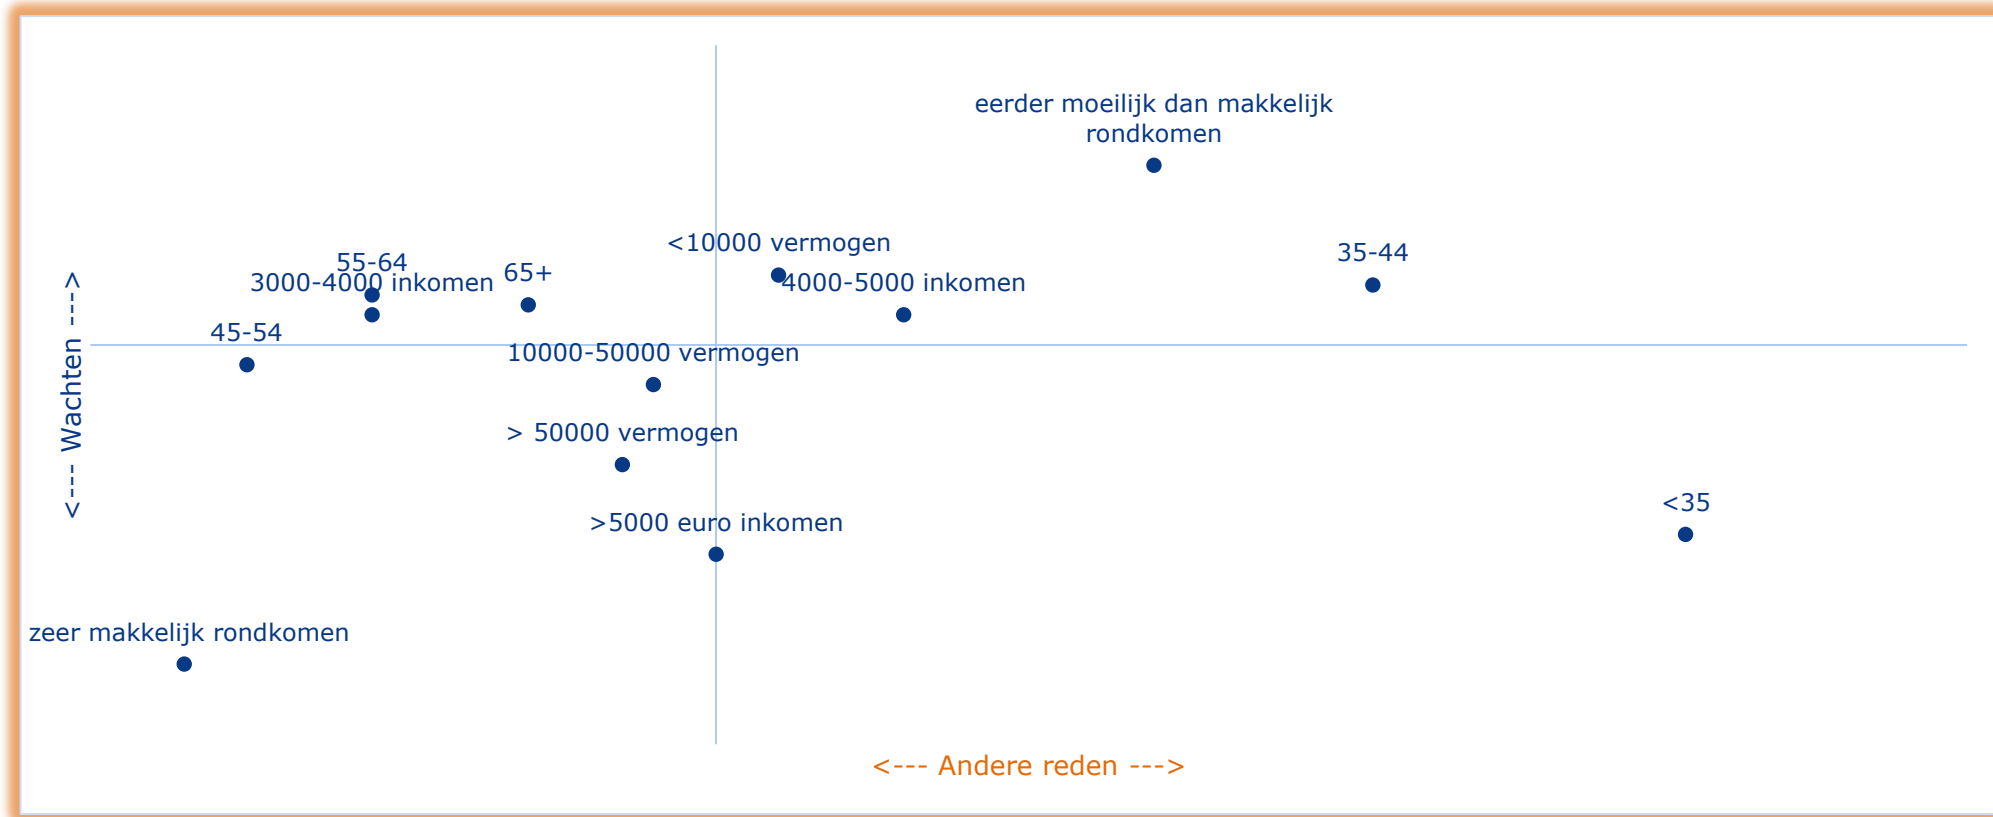 eerder moeilijk dan makkelijk
rondkomen
<10000 vermogen
35-44
55-64
65+
3000-4000 inkomen
4000-5000 inkomen
45-54
10000-50000 vermogen
<--- Wachten --->
> 50000 vermogen
<35
>5000 euro inkomen
zeer makkelijk rondkomen
<--- Andere reden --->